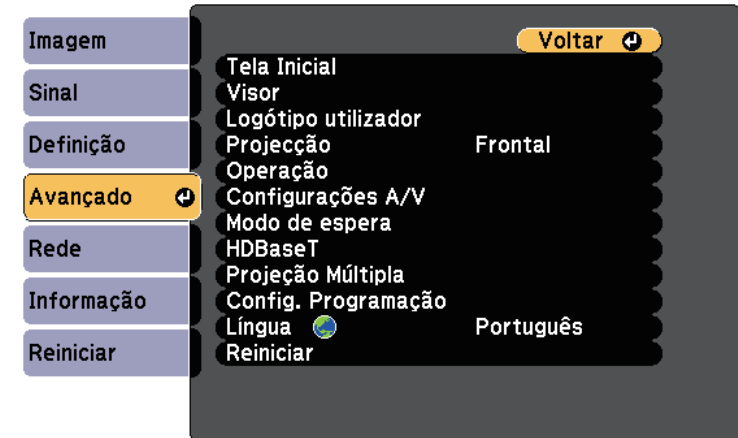 Imagem
Sinal
Definição
Avançado
Rede
Informação
Reiniciar
Voltar
Tela Inicial
Visor
Logótipo utilizador
Projecção Frontal
Operação
Configurações A/V
Modo de espera
HDBaseT
Projeção Múltipla
Config. Programação
Língua Português
Reiniciar